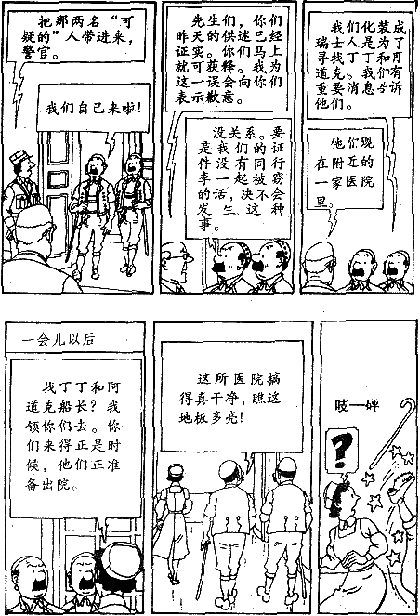 把那两名“可
疑的”人带进来,
警官。
我们自己来啦!
先生们,你们
昨天的供述已经
证实。你们马上
就可获释。我为
这一误会向你们
表示歉意。
没关系。要
是我们的证
件没有同行
李一起被窃
的话,决不会
发生这种
事。
我们化装成
瑞士人是为了
寻找丁丁和阿
道克。我们有
重要消息告诉
他们。
他们现
在附近的
一家医院
里。
一会儿以后
找丁丁和阿
道克船长?我
领你们去。你
们来得正是时
候,他们正准
备出院。
这所医院搞
得真干净,瞧这
地板多亮!
吱—
?